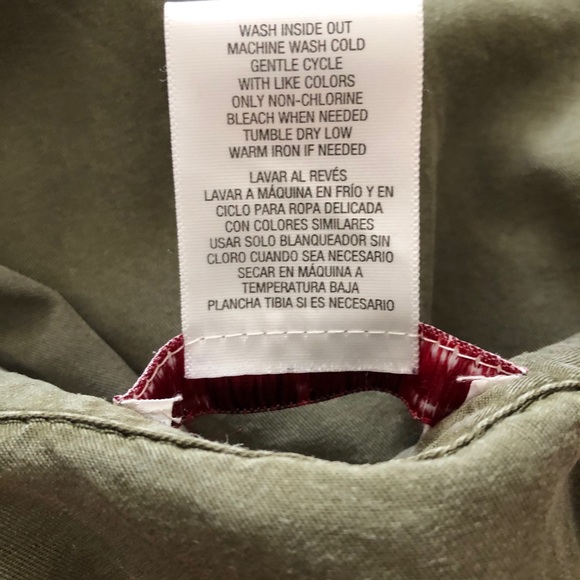 WASH INSIDE OUT
MACHINE WASH COLD
GENTLE CYCLE
WITH LIKE COLORS
ONLY NON-CHLORINE
BLEACH WHEN NEEDED
TUMBLE DRY LOW
WARM IRON IF NEEDED
LAVAR AL REVÉS
LAVAR A MÁQUINA EN FRÍO Y EN
CICLO PARA ROPA DELICADA
CON COLORES SIMILARES
USAR SOLO BLANQUEADOR SIN
CLORO CUANDO SEA NECESARIO
SECAR EN MÁQUINA A
TEMPERATURA BAJA
PLANCHA TIBIA SI ES NECESARIO